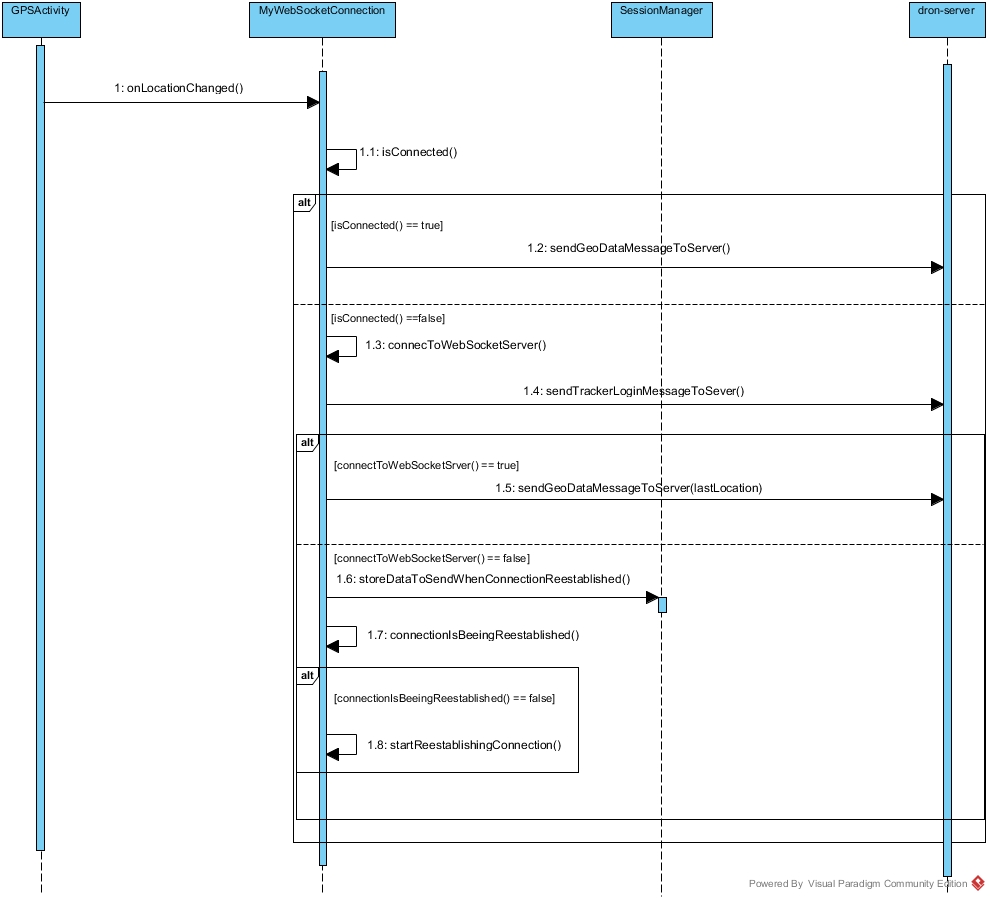 GPSActivity
MyWebSocketConnection
SessionManager
dron-server
1: onLocationChanged()
1.1: isConnected()
alt
[isConnected() == true]
1.2: sendGeoDataMessageToServer()
[isConnected() ==false]
1.3: connecToWebSocketServer()
1.4: sendTrackerLoginMessageToSever()
alt
[connectToWebSocketSrver() == true]
1.5: sendGeoDataMessageToServer(lastLocation)
[connectToWebSocketServer() == false]
1.6: storeDataToSendWhenConnectionReestablished()
1.7: connectionIsBeeingReestablished()
alt
[connectionIsBeeingReestablished() == false]
1.8: startReestablishingConnection()
Powered By Visual Paradigm Community Edition